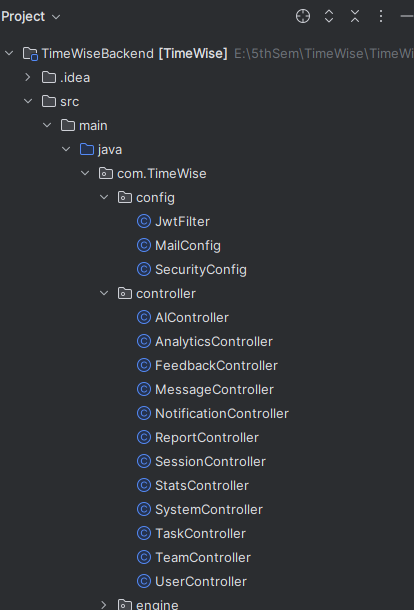 Project
TimeWiseBackend [TimeWise] E:\5thSem\TimeWise\TimeWi
.idea
src
main
java
com.TimeWise
config
JwtFilter
MailConfig
SecurityConfig
controller
AIController
AnalyticsController
FeedbackController
MessageController
NotificationController
ReportController
SessionController
StatsController
SystemController
TaskController
TeamController
UserController
engine